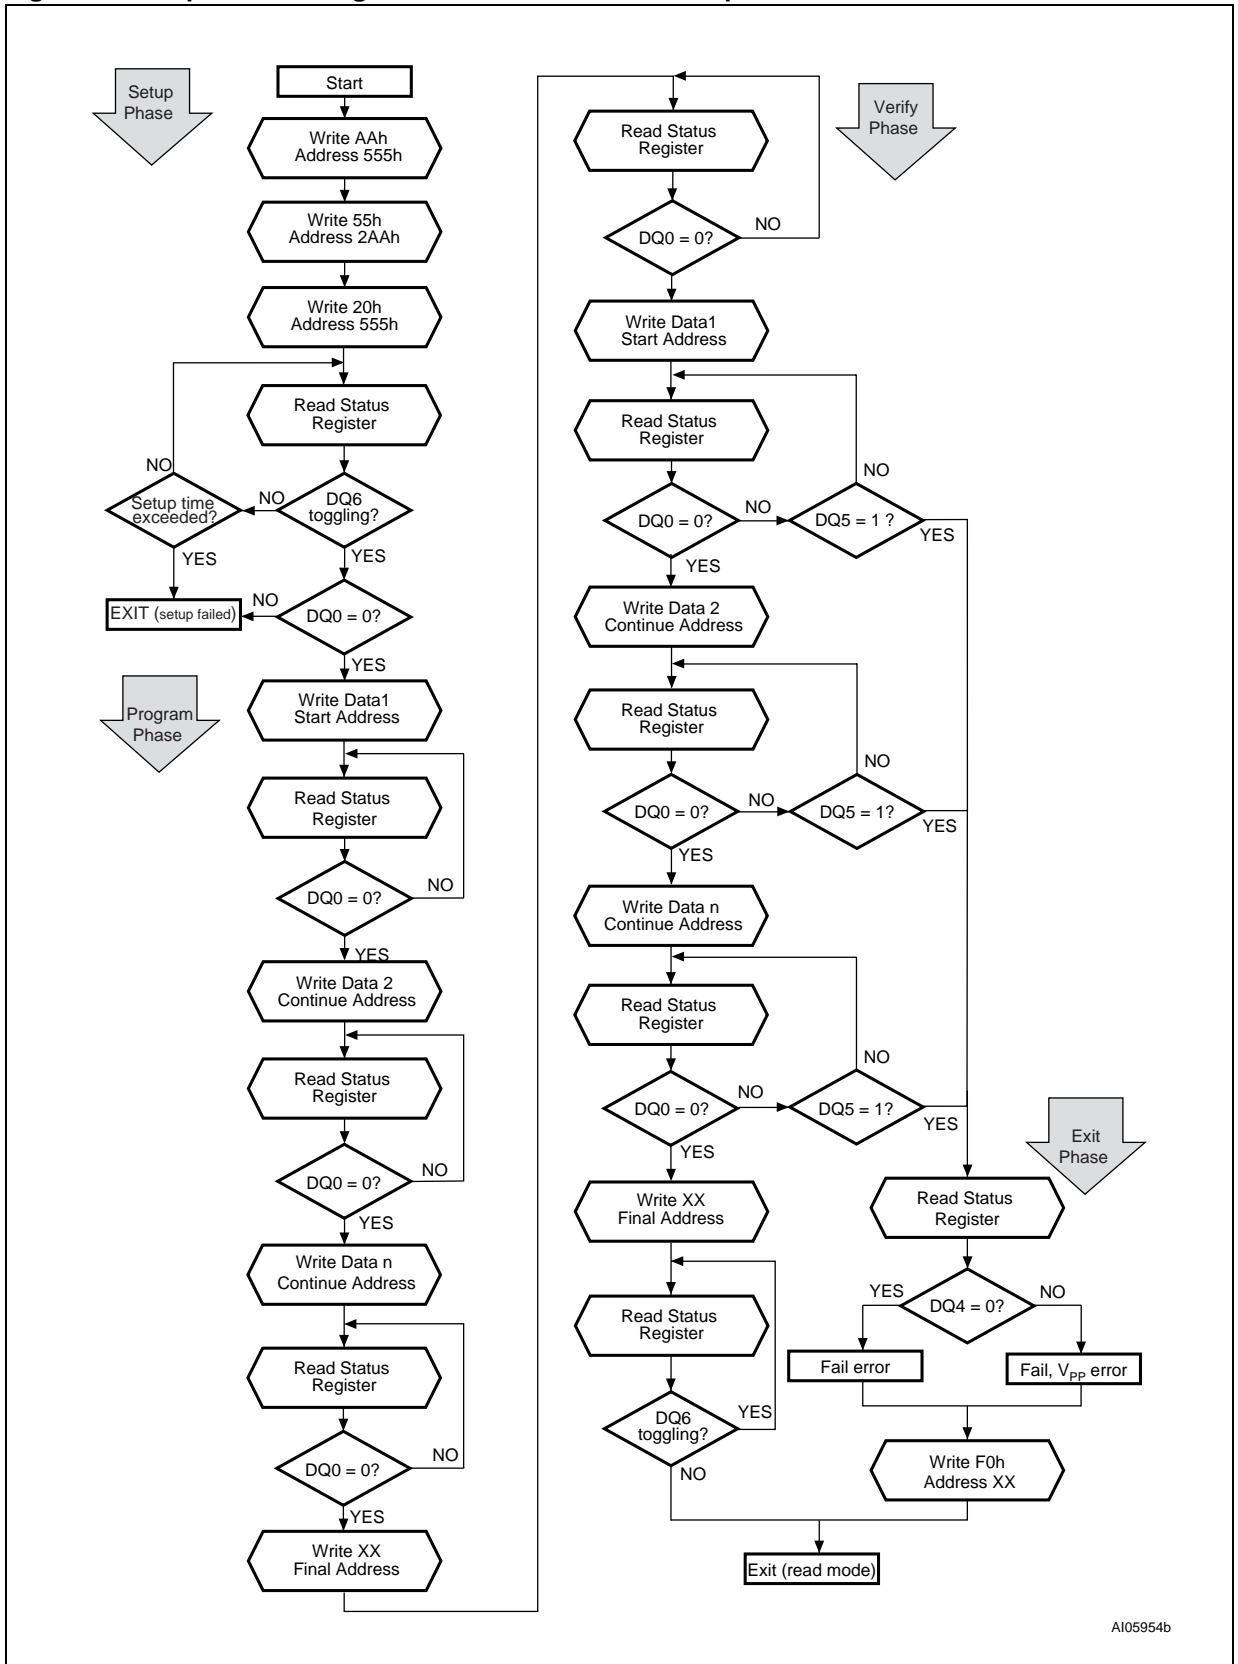 Setup
Phase
Start
Write AAh
Address 555h
Write 55h
Address 2AAh
Write 20h
Address 555h
Read Status
Register
NO
Setup time
exceeded?
NO
DQ6
toggling?
YES
YES
EXIT (setup failed)
NO
DQ0 = 0?
YES
Program
Phase
Write Data1
Start Address
Read Status
Register
DQ0 = 0?
NO
YES
Write Data 2
Continue Address
Read Status
Register
DQ0 = 0?
NO
YES
Write Data n
Continue Address
Read Status
Register
DQ0 = 0?
NO
YES
Write XX
Final Address
Verify
Phase
Read Status
Register
DQ0 = 0?
NO
Write Data1
Start Address
Read Status
Register
NO
DQ0 = 0?
NO
DQ5 = 1 ?
YES
YES
Write Data 2
Continue Address
Read Status
Register
NO
DQ0 = 0?
NO
DQ5 = 1?
YES
YES
Write Data n
Continue Address
Read Status
Register
NO
DQ0 = 0?
NO
DQ5 = 1?
YES
YES
Write XX
Final Address
Read Status
Register
DQ6
toggling?
YES
NO
Exit
Phase
Read Status
Register
YES
DQ4 = 0?
NO
Fail error
Fail, VPP error
Write F0h
Address XX
Exit (read mode)
AI05954b